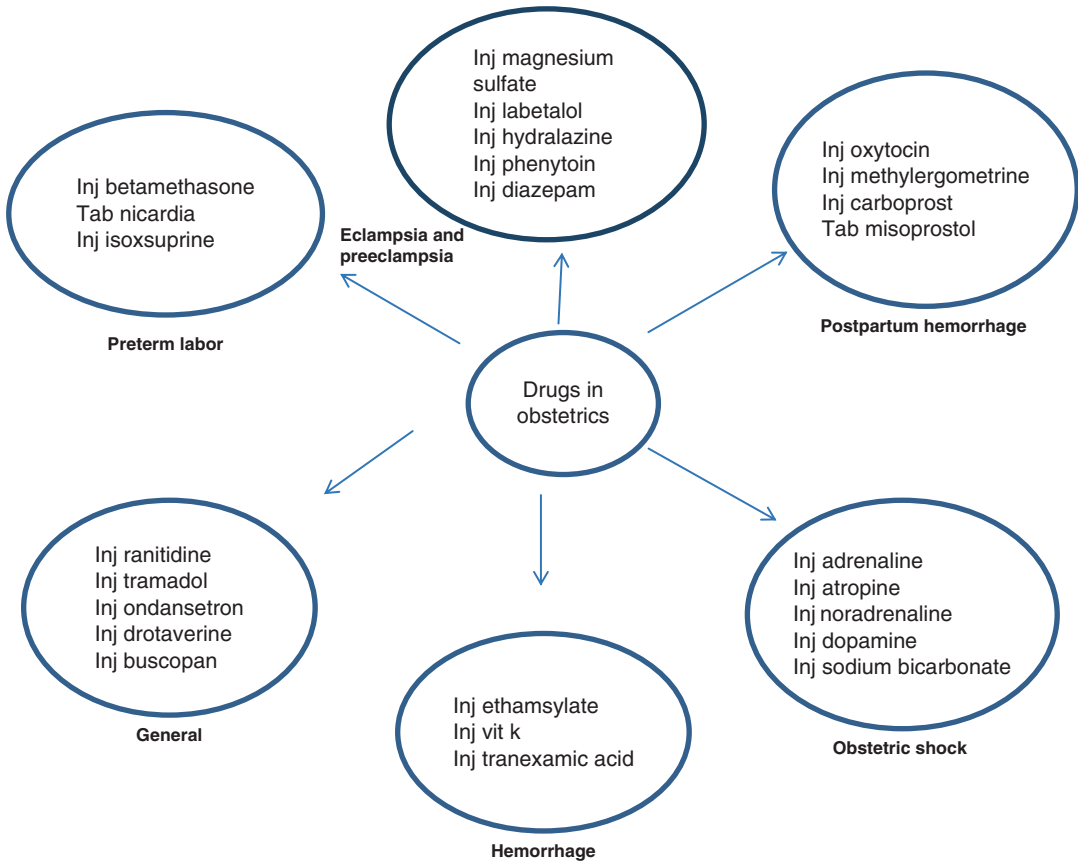 Inj magnesium
sulfate
Inj labetalol
Inj hydralazine
Inj phenytoin
Inj diazepam
Eclampsia and
preeclampsia
Inj betamethasone
Tab nicardia
Inj isoxsuprine
Preterm labor
Inj oxytocin
Inj methylergometrine
Inj carboprost
Tab misoprostol
Postpartum hemorrhage
Drugs in
obstetrics
Inj ranitidine
Inj tramadol
Inj ondansetron
Inj drotaverine
Inj buscopan
General
Inj ethamsylate
Inj vit k
Inj tranexamic acid
Hemorrhage
Inj adrenaline
Inj atropine
Inj noradrenaline
Inj dopamine
Inj sodium bicarbonate
Obstetric shock